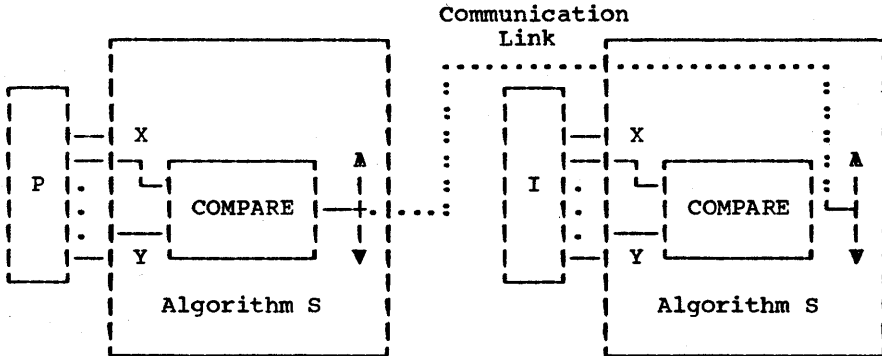 Communication
Link
X
X
P
COMPARE
I
COMPARE
Y
Y
Algorithm S
Algorithm S